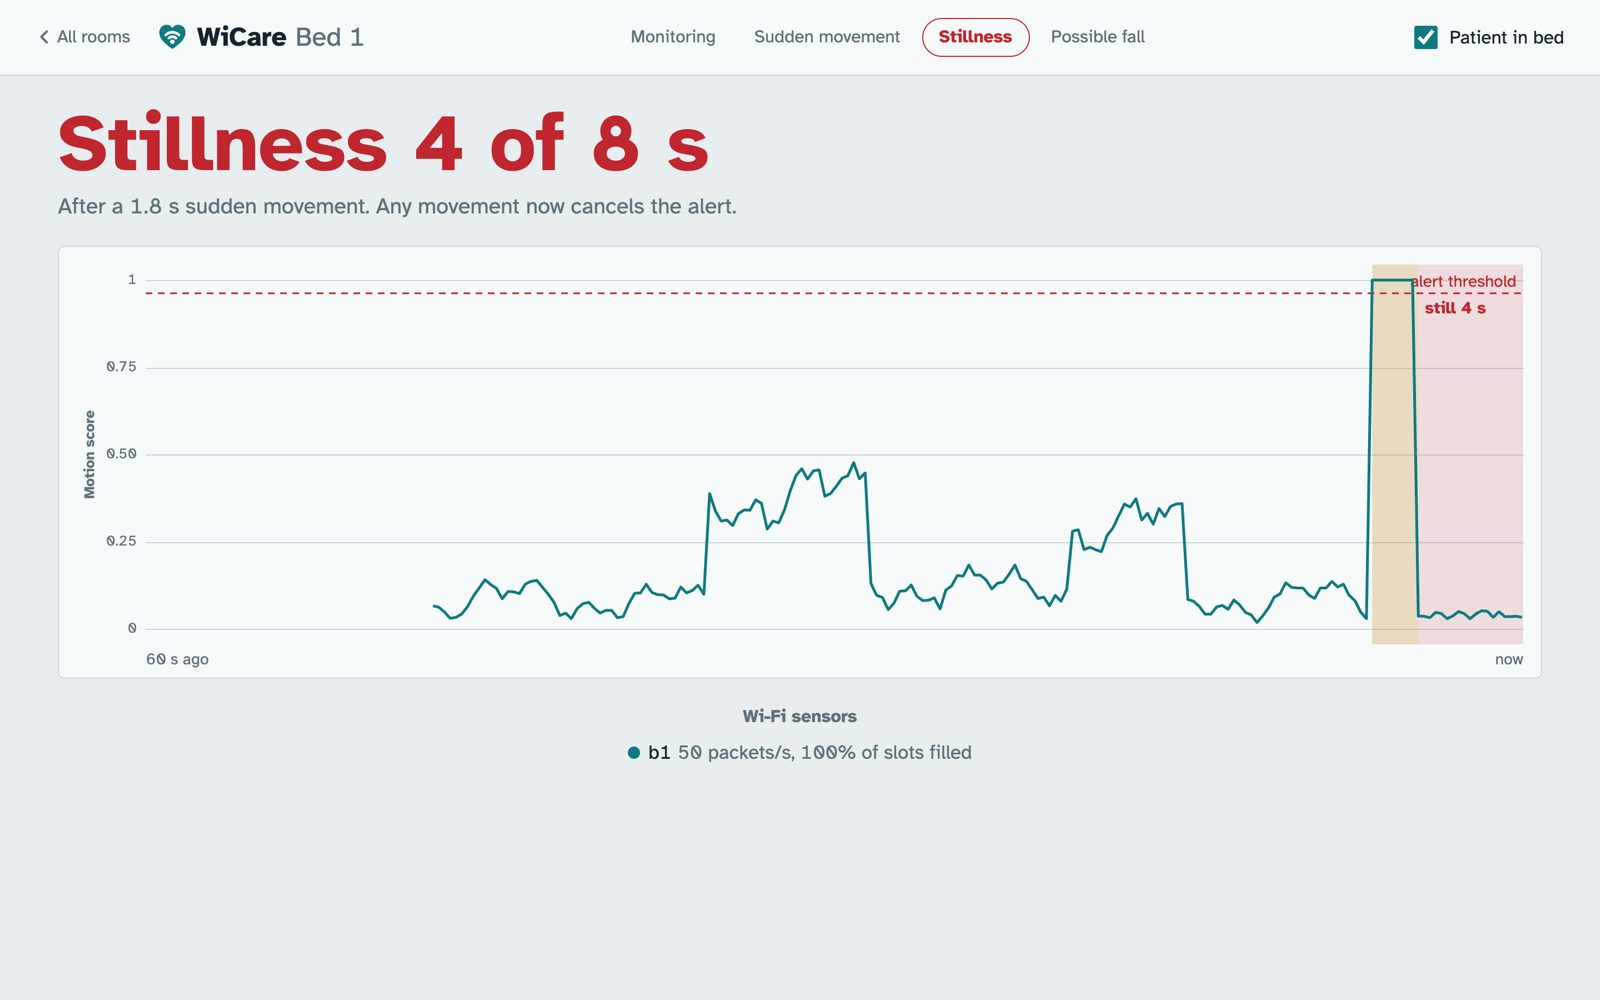 All rooms
WiCare Bed 1
Monitoring
Sudden movement
Stillness
Possible fall
Patient in bed
Stillness 4 of 8 s
After a 1.8 s sudden movement. Any movement now cancels the alert.
1
alert threshold
still 4 s
0.75
0.50
0.25
0
Motion score
60 s ago
now
Wi-Fi sensors
b1 50 packets/s, 100% of slots filled